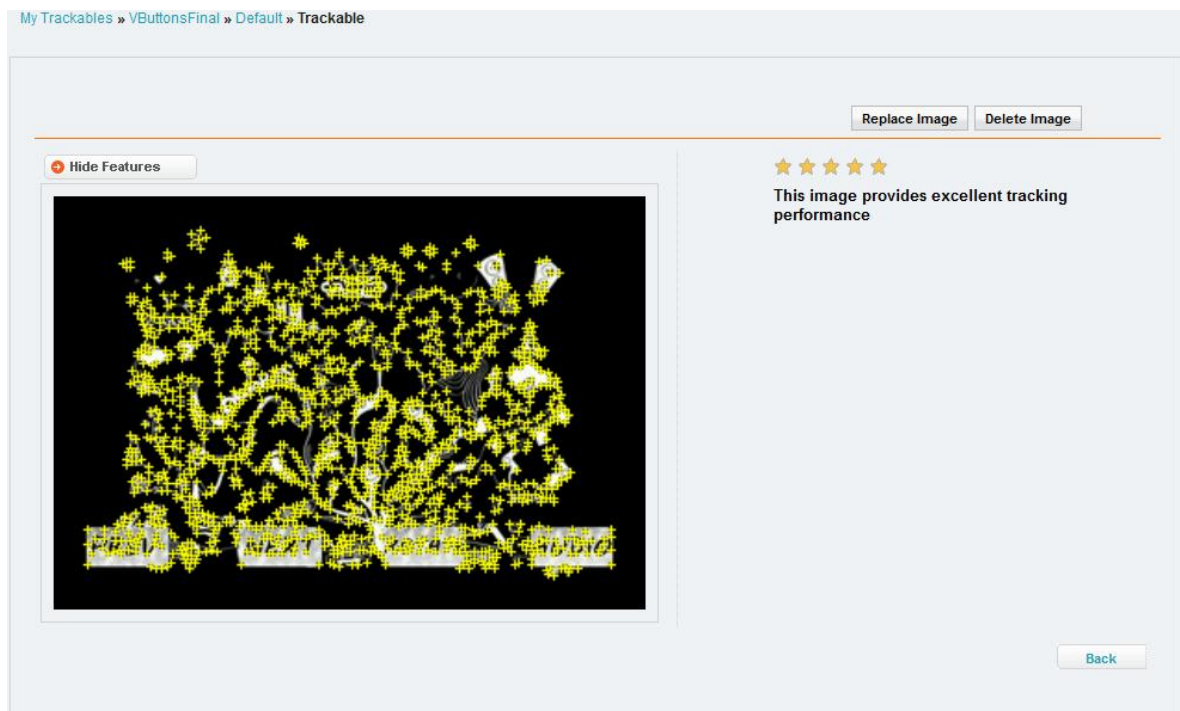 My Trackables » VButtonsFinal » Default » Trackable
Replace Image Delete Image
Hide Features
This image provides excellent tracking
performance
Back